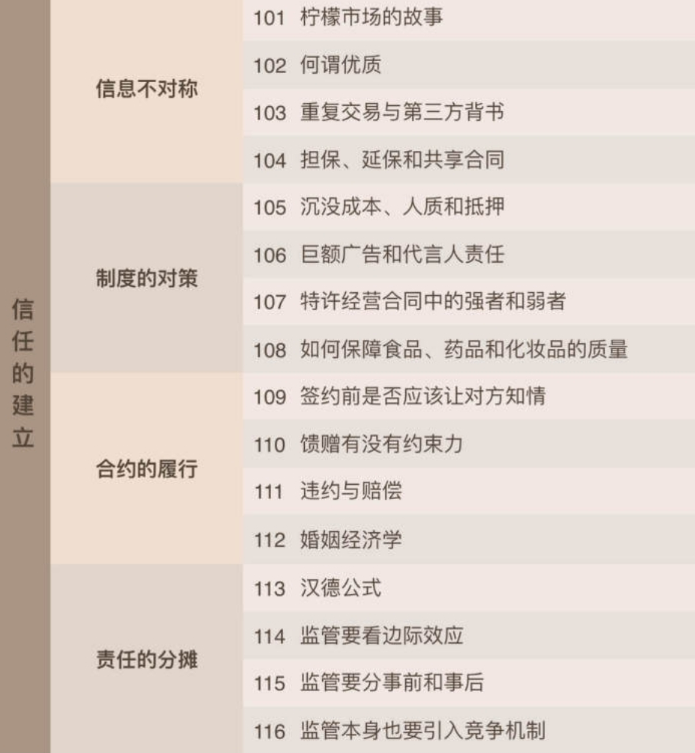 信任的建立
信息不对称
101 柠檬市场的故事
102 何谓优质
103 重复交易与第三方背书
104 担保、延保和共享合同
制度的对策
105 沉没成本、人质和抵押
106 巨额广告和代言人责任
107 特许经营合同中的强者和弱者
108 如何保障食品、药品和化妆品的质量
合约的履行
109 签约前是否应该让对方知情
110 馈赠有没有约束力
111 违约与赔偿
112 婚姻经济学
责任的分摊
113 汉德公式
114 监管要看边际效应
115 监管要分事前和事后
116 监管本身也要引入竞争机制